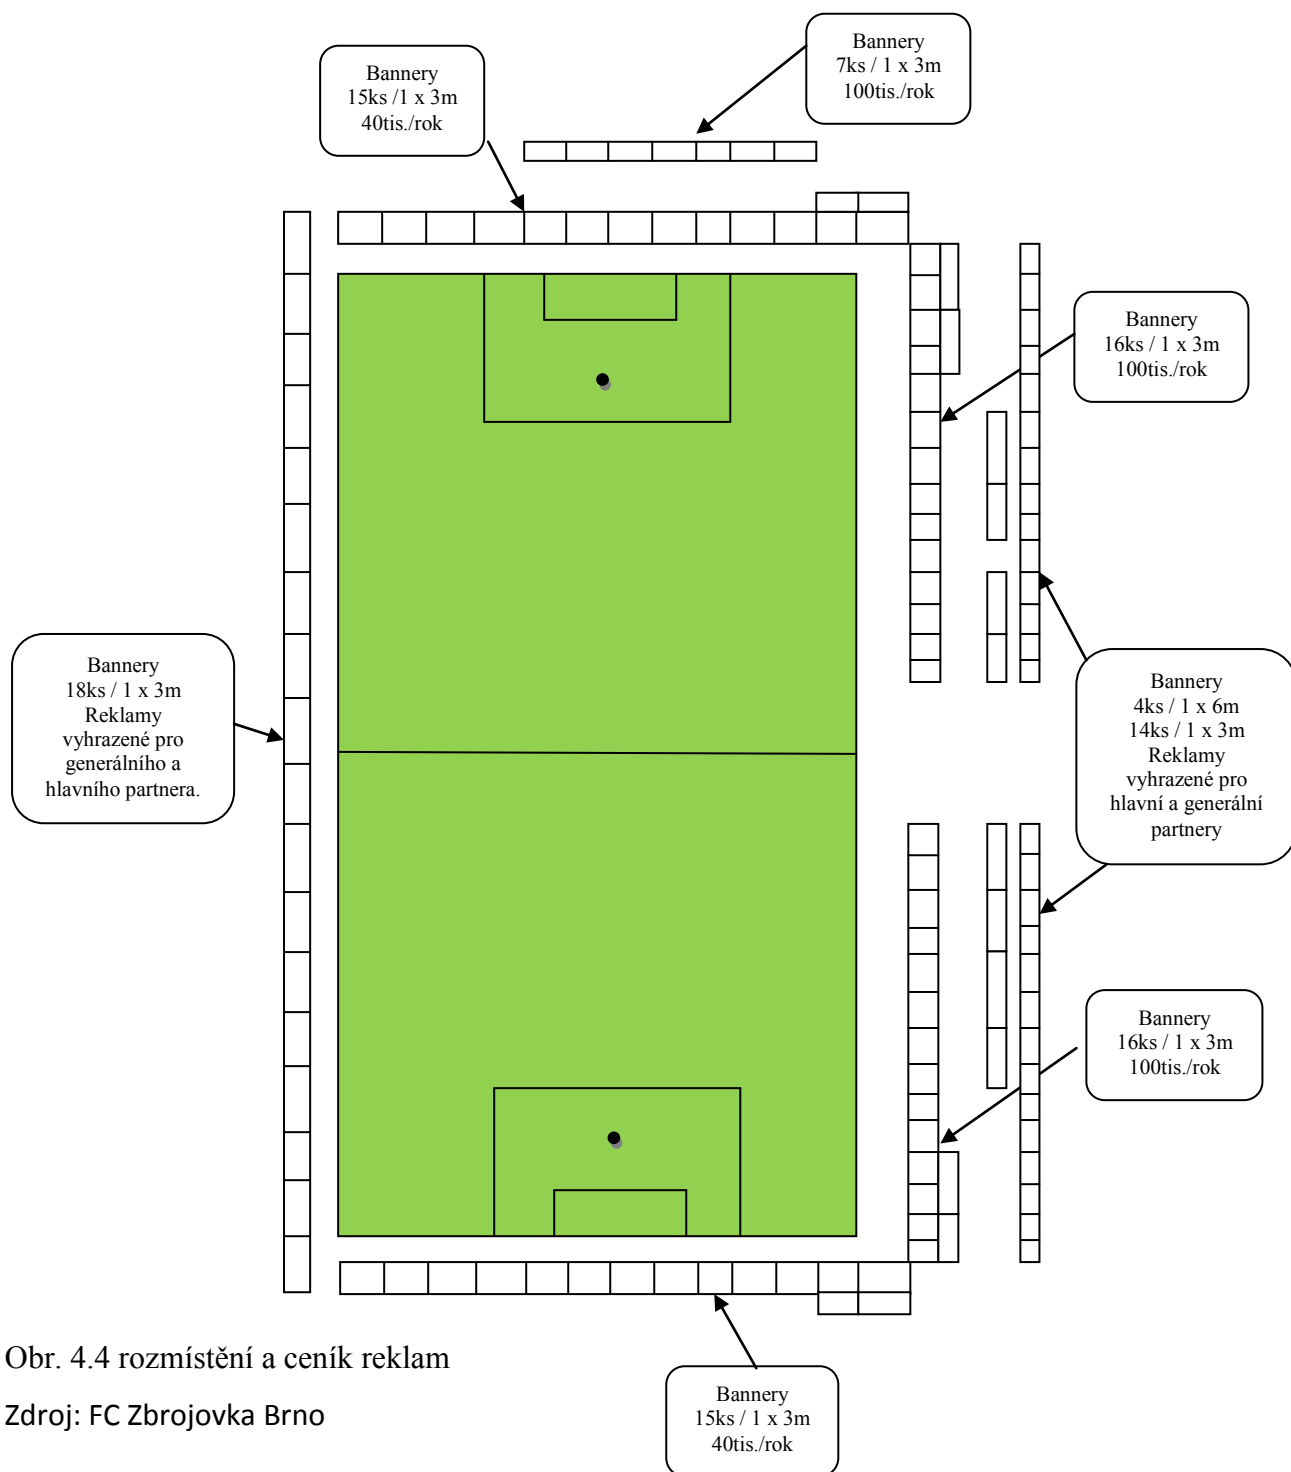 Bannery
7ks / 1 x 3m
100tis./rok
Bannery
15ks /1 x 3m
40tis./rok
Bannery
16ks / 1 x 3m
100tis./rok
Bannery
18ks / 1 x 3m
Reklamy
vyhrazené pro
generálního a
hlavního partnera.
Bannery
4ks / 1 x 6m
14ks / 1 x 3m
Reklamy
vyhrazené pro
hlavní a generální
partnery
Bannery
16ks / 1 x 3m
100tis./rok
Obr. 4.4 rozmístění a ceník reklam
Zdroj: FC Zbrojovka Brno
Bannery
15ks / 1 x 3m
40tis./rok